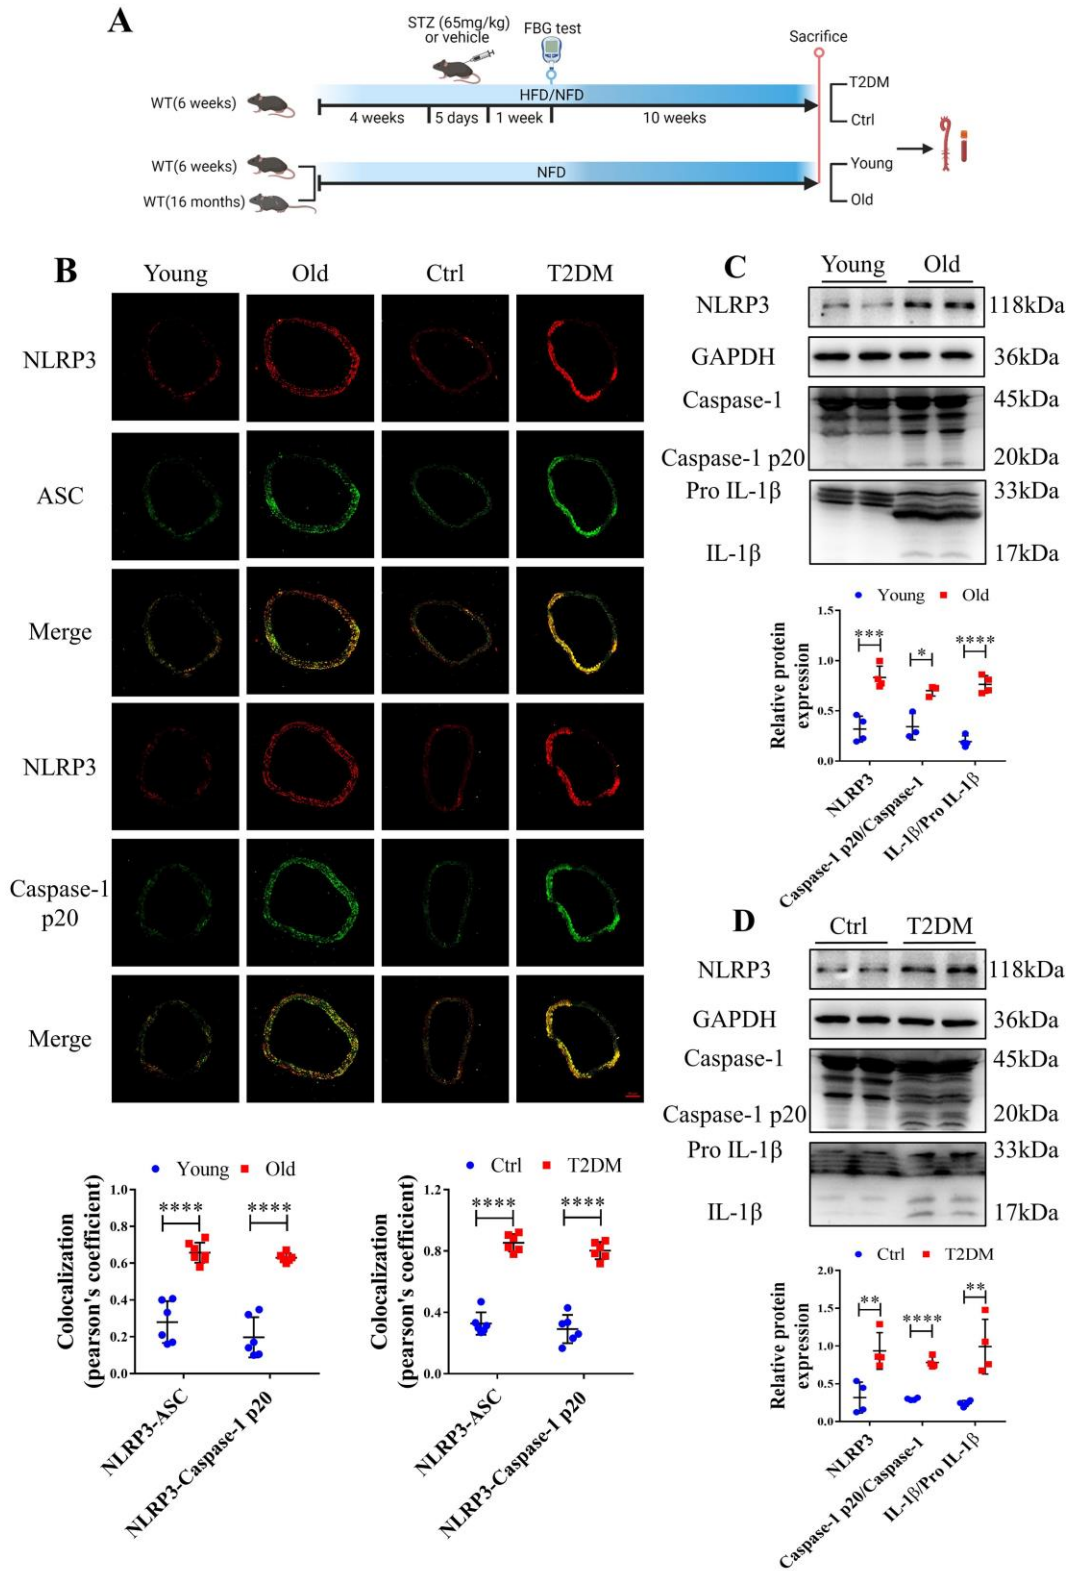 A
STZ (65mg/kg)
or vehicle
FBG test
Sacrifice
WT(6 weeks)
HFD/NFD
4 weeks
5 days
1 week
10 weeks
T2DM
Ctrl
WT(6 weeks)
WT(16 months)
NFD
Young
Old
B
Young Old Ctrl T2DM
NLRP3
ASC
Merge
NLRP3
Caspase-1
p20
Merge
Young Old
Colocalization
(pearson's coefficient)
1.0
0.8
0.6
0.4
0.2
0.0
**** ****
NLRP3-ASC
NLRP3-Caspase-1 p20
Ctrl T2DM
Colocalization
(pearson's coefficient)
1.2
0.8
0.4
0.0
**** ****
NLRP3-ASC
NLRP3-Caspase-1 p20
C
Young Old
NLRP3 118kDa
GAPDH 36kDa
Caspase-1 45kDa
Caspase-1 p20 20kDa
Pro IL-1β 33kDa
IL-1β 17kDa
Young Old
Relative protein
expression
1.5
1.0
0.5
0.0
*** * ****
NLRP3
Caspase-1 p20/Caspase-1
IL-1β/Pro IL-1β
D
Ctrl T2DM
NLRP3 118kDa
GAPDH 36kDa
Caspase-1 45kDa
Caspase-1 p20 20kDa
Pro IL-1β 33kDa
IL-1β 17kDa
Ctrl T2DM
Relative protein
expression
2.0
1.5
1.0
0.5
0.0
** **** **
NLRP3
Caspase-1 p20/Caspase-1
IL-1β/Pro IL-1β